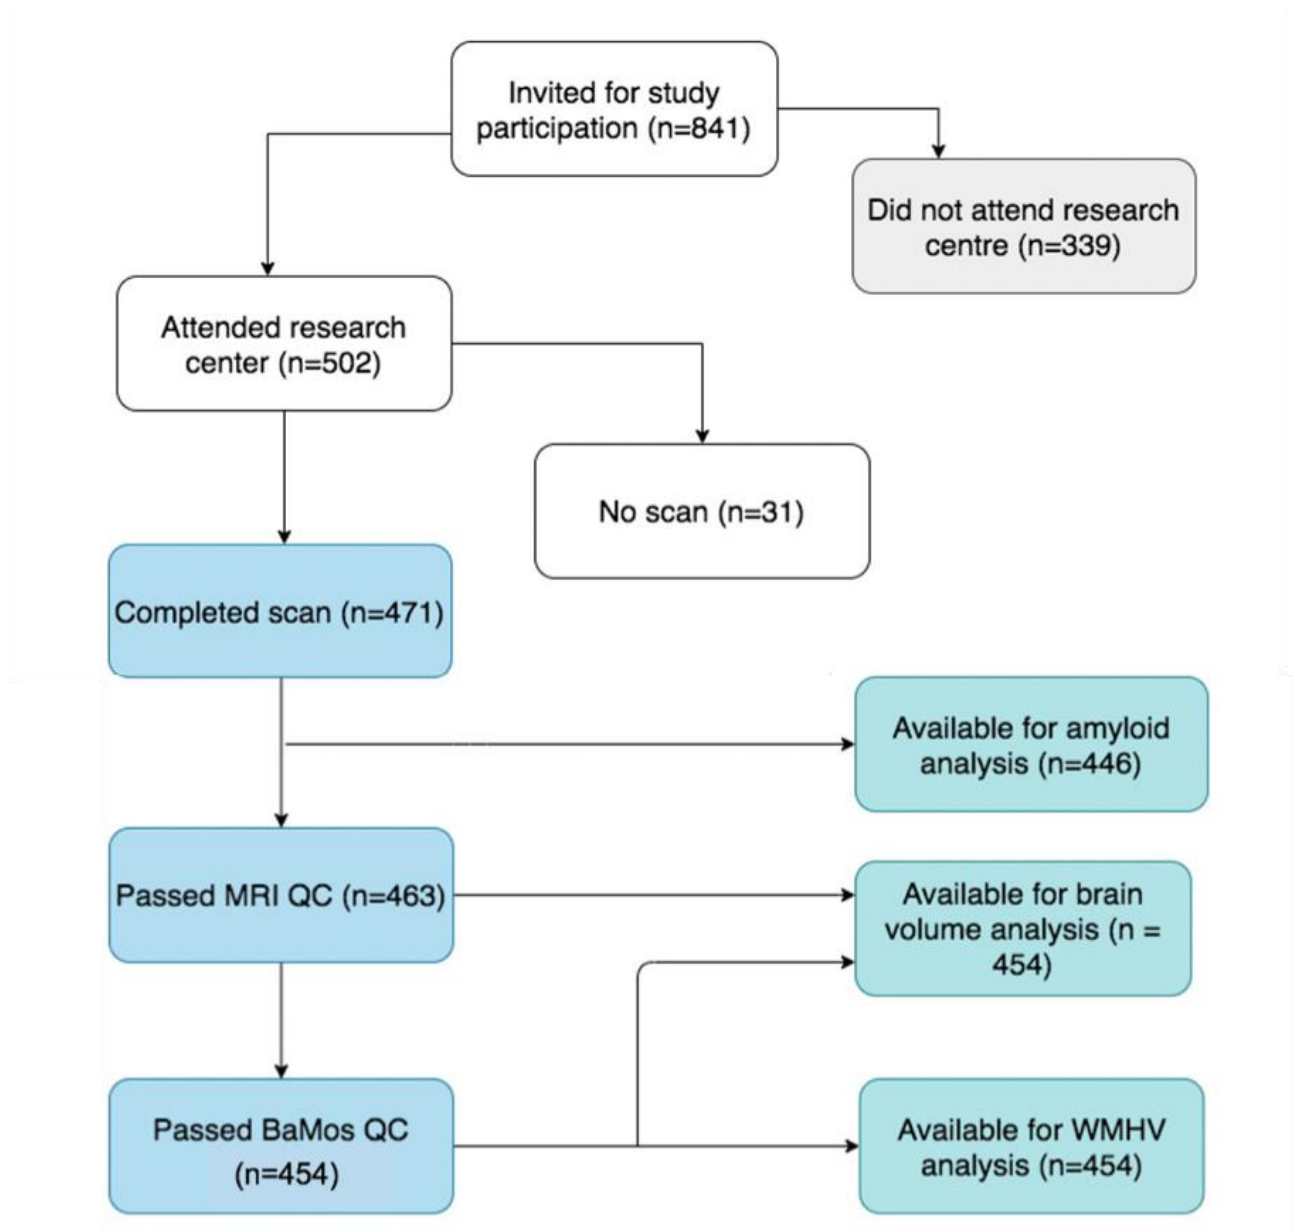 Invited for study
participation (n=841)
Did not attend research
centre (n=339)
Attended research
center (n=502)
No scan (n=31)
Completed scan (n=471)
Available for amyloid
analysis (n=446)
Passed MRI QC (n=463)
Available for brain
volume analysis (n =
454)
Passed BaMos QC
(n=454)
Available for WMHV
analysis (n=454)